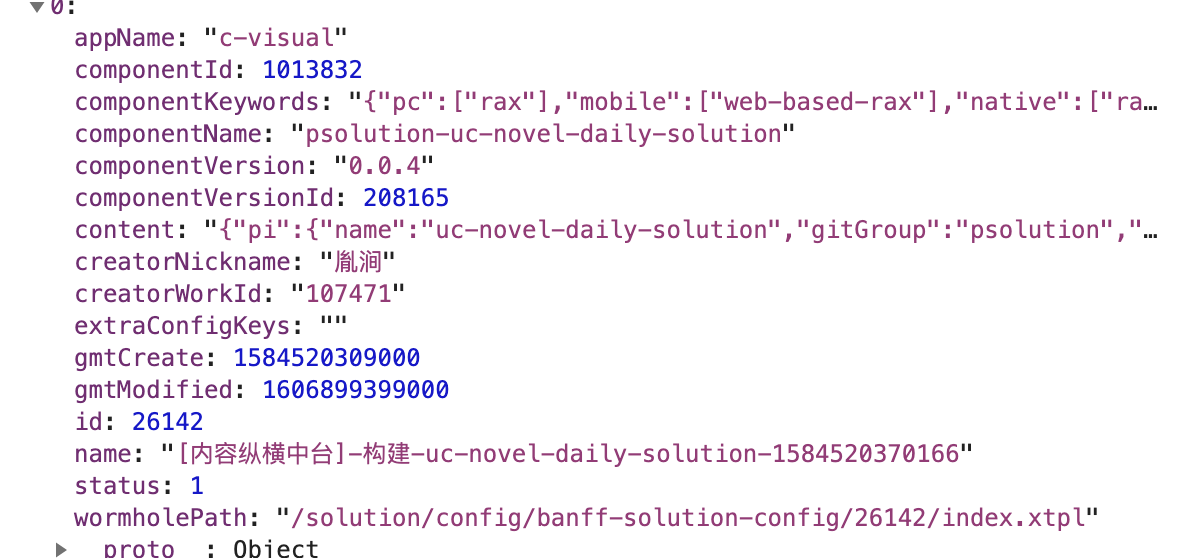 ▼0:
appName: "c-visual"
componentId: 1013832
componentKeywords: "{"pc":["rax"],"mobile":["web-based-rax"],"native":["ra…
componentName: "psolution-uc-novel-daily-solution"
componentVersion: "0.0.4"
componentVersionId: 208165
content: "{"pi":{"name":"uc-novel-daily-solution","gitGroup":"psolution","…
creatorNickname: "胤涧"
creatorWorkId: "107471"
extraConfigKeys: ""
gmtCreate: 1584520309000
gmtModified: 1606899399000
id: 26142
name: "[内容纵横中台]-构建-uc-novel-daily-solution-1584520370166"
status: 1
wormholePath: "/solution/config/banff-solution-config/26142/index.xtpl"
▶ proto : Object